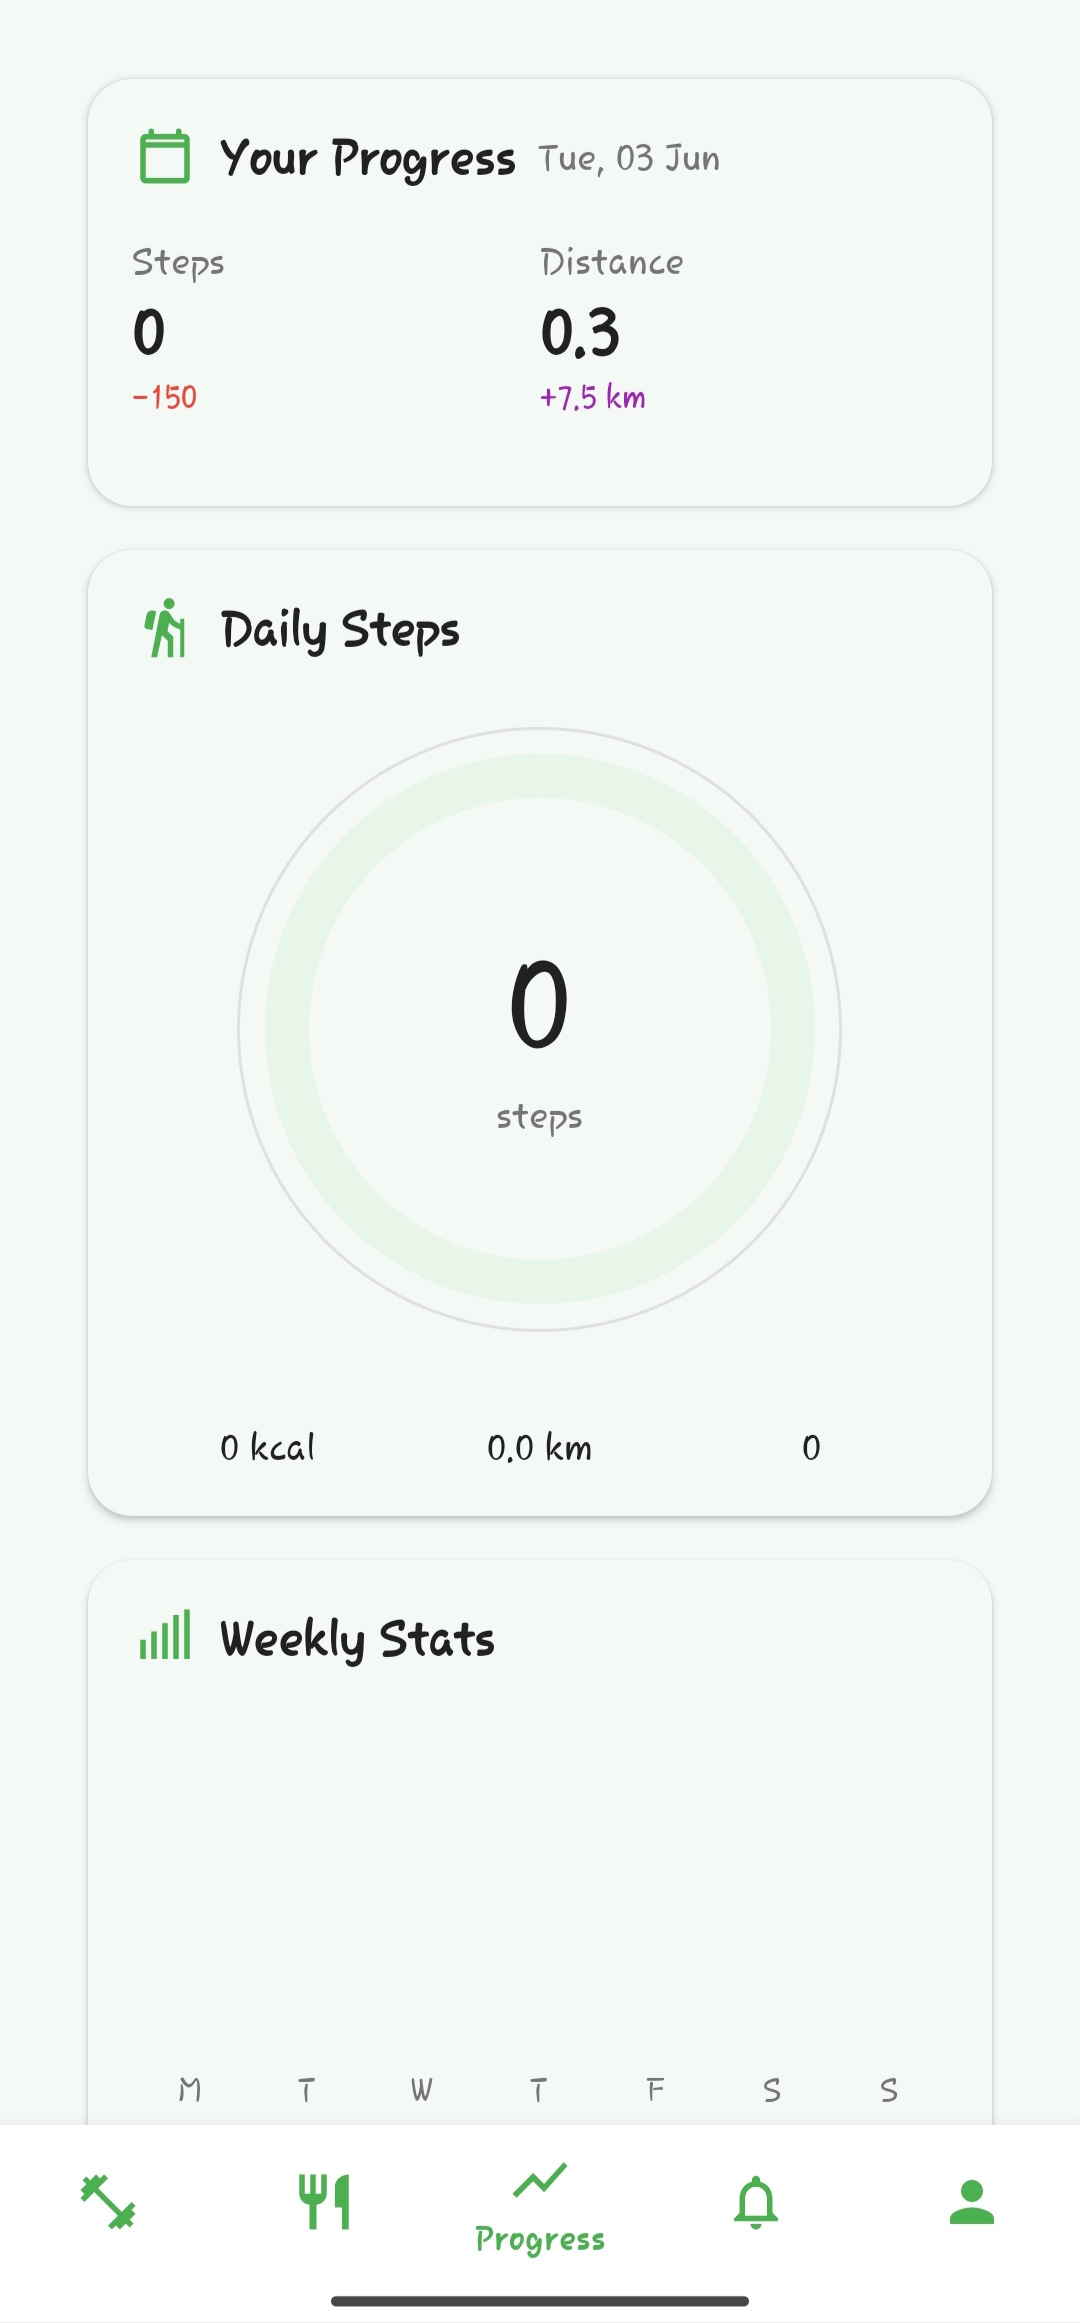 Your Progress Tue, 03 Jun
Steps Distance
0 0.3
-150 +7.5 km
Daily Steps
0
steps
0 kcal 0.0 km 0
Weekly Stats
M T W T F S S
Progress